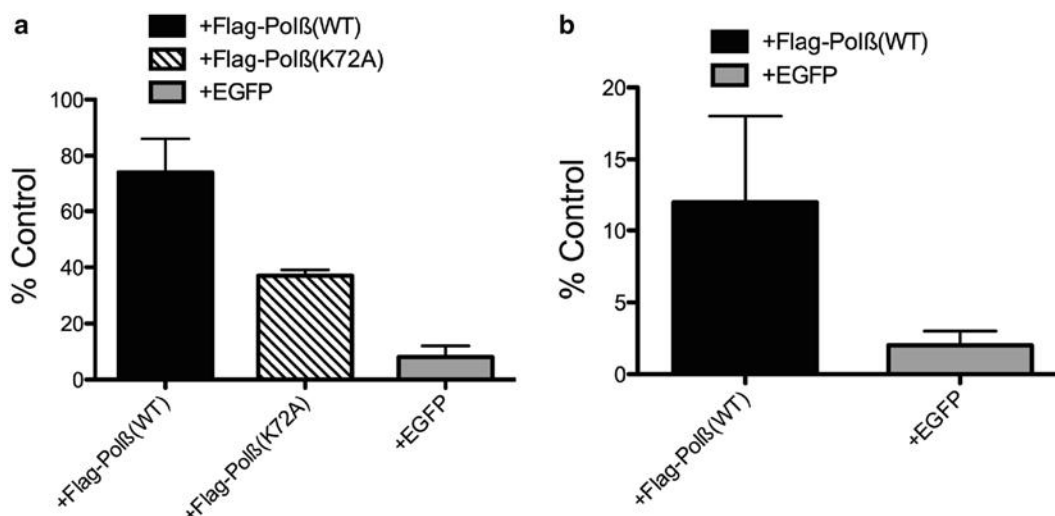 a
+Flag-Polß(WT)
+Flag-Polß(K72A)
+EGFP
% Control
100
80
60
40
20
0
+Flag-Polß(WT)
+Flag-Polß(K72A)
+EGFP
b
+Flag-Polß(WT)
+EGFP
% Control
20
15
10
5
0
+Flag-Polß(WT)
+EGFP